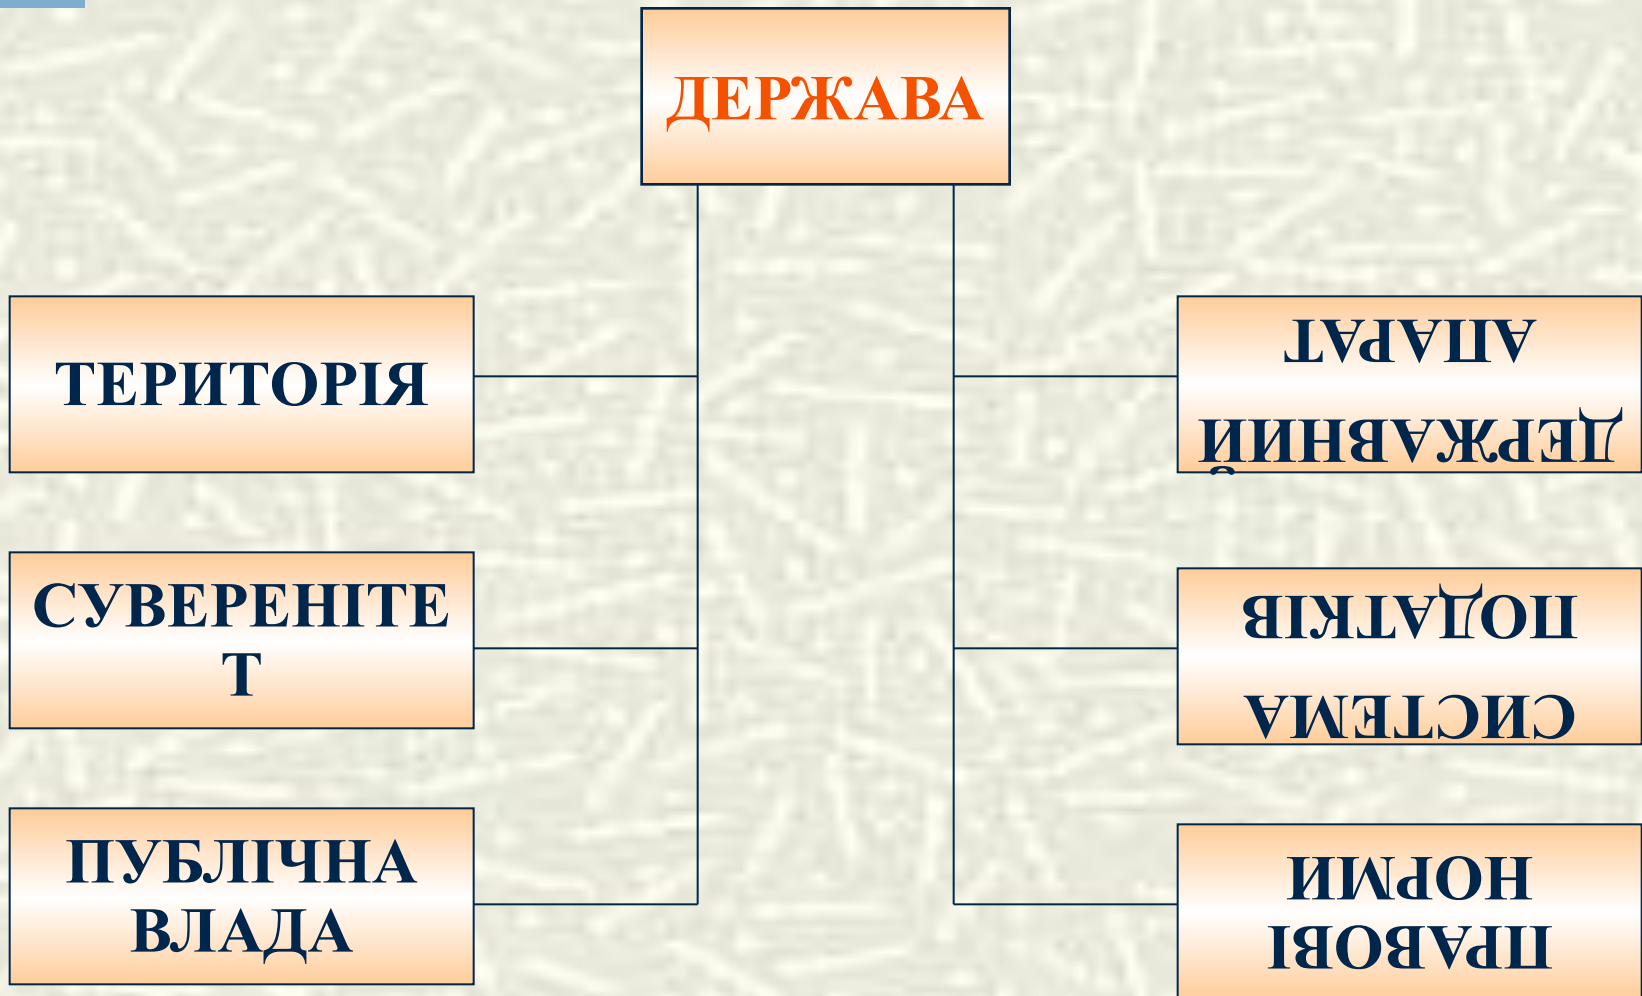 ДЕРЖАВА
ТЕРИТОРІЯ
СУВЕРЕНІТЕ
Т
ПУБЛІЧНА
ВЛАДА
ДЕРЖАВНИЙ
АПАРАТ
СИСТЕМА
ПОДАТКІВ
ПРАВОВІ
НОРМИ